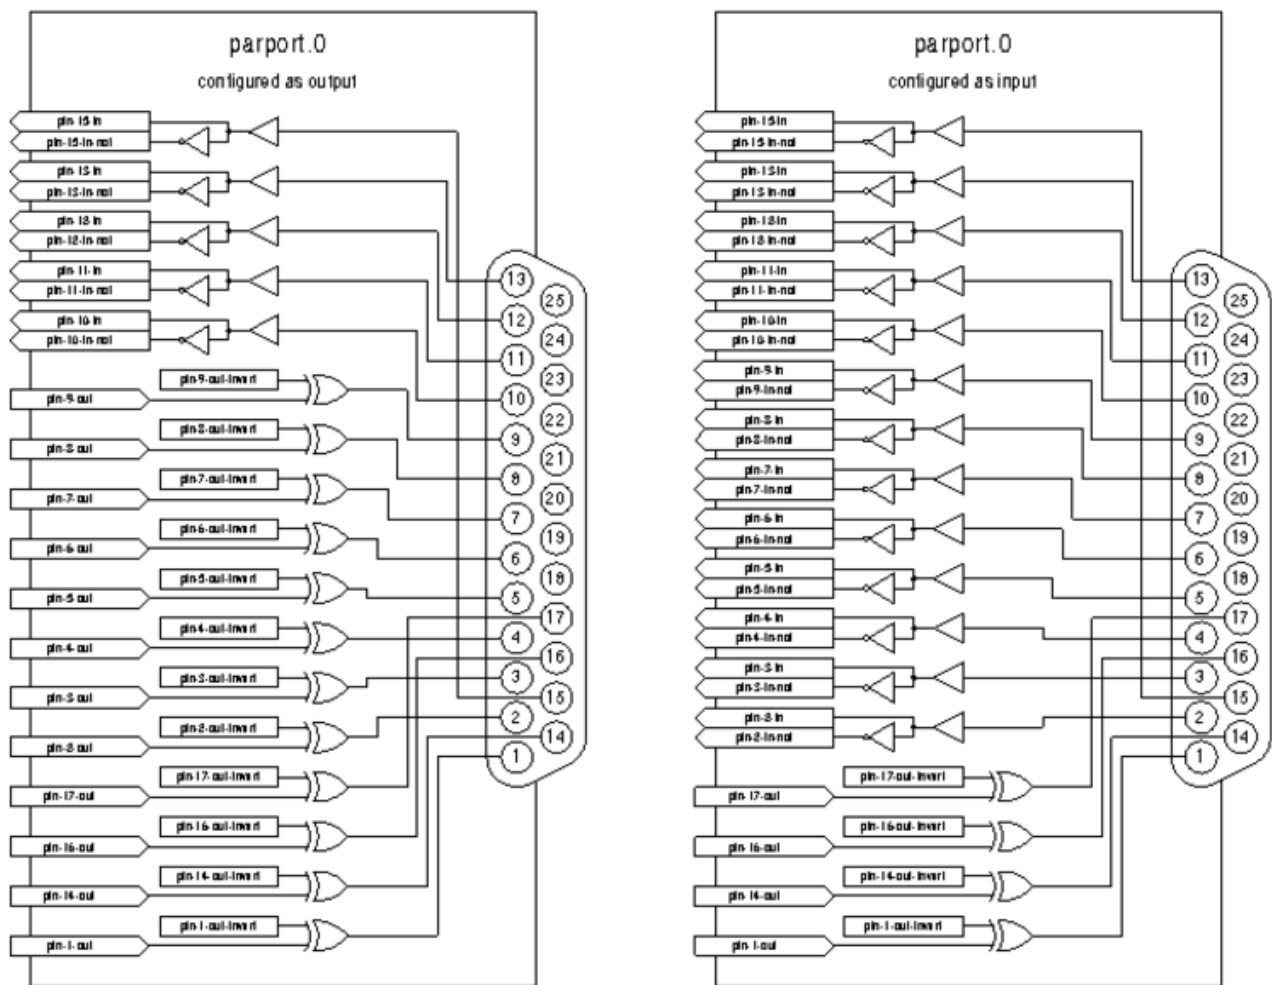 parport.0
configured as output
pin-15-in
pin-15-in-not
pin-13-in
pin-13-in-not
pin-12-in
pin-12-in-not
pin-11-in
pin-11-in-not
pin-10-in
pin-10-in-not
pin-9-out-invert
pin-9-out
pin-8-out-invert
pin-8-out
pin-7-out-invert
pin-7-out
pin-6-out-invert
pin-6-out
pin-5-out-invert
pin-5-out
pin-4-out-invert
pin-4-out
pin-3-out-invert
pin-3-out
pin-2-out-invert
pin-2-out
pin-17-out-invert
pin-17-out
pin-16-out-invert
pin-16-out
pin-14-out-invert
pin-14-out
pin-1-out-invert
pin-1-out
13
25
12
24
11
23
10
22
9
21
8
20
7
19
6
18
5
17
4
16
3
15
2
14
1
parport.0
configured as input
pin-15-in
pin-15-in-not
pin-13-in
pin-13-in-not
pin-12-in
pin-12-in-not
pin-11-in
pin-11-in-not
pin-10-in
pin-10-in-not
pin-9-in
pin-9-in-not
pin-8-in
pin-8-in-not
pin-7-in
pin-7-in-not
pin-6-in
pin-6-in-not
pin-5-in
pin-5-in-not
pin-4-in
pin-4-in-not
pin-3-in
pin-3-in-not
pin-2-in
pin-2-in-not
pin-17-out-invert
pin-17-out
pin-16-out-invert
pin-16-out
pin-14-out-invert
pin-14-out
pin-1-out-invert
pin-1-out
13
25
12
24
11
23
10
22
9
21
8
20
7
19
6
18
5
17
4
16
3
15
2
14
1